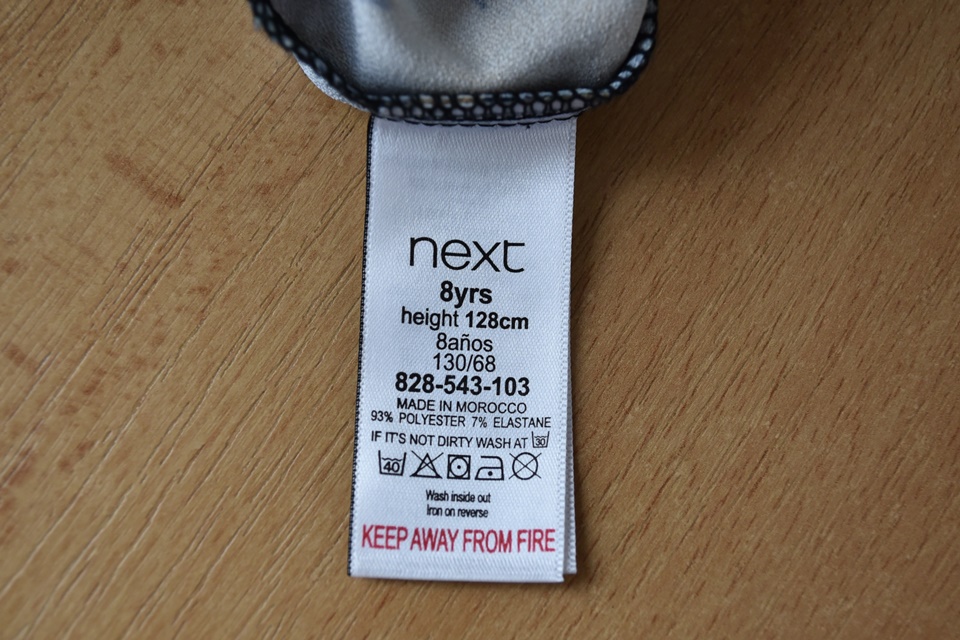 next
8yrs
height 128cm
8años
130/68
828-543-103
MADE IN MOROCCO
93% POLYESTER 7% ELASTANE
IF IT'S NOT DIRTY WASH AT 30
40
Wash inside out
Iron on reverse
KEEP AWAY FROM FIRE